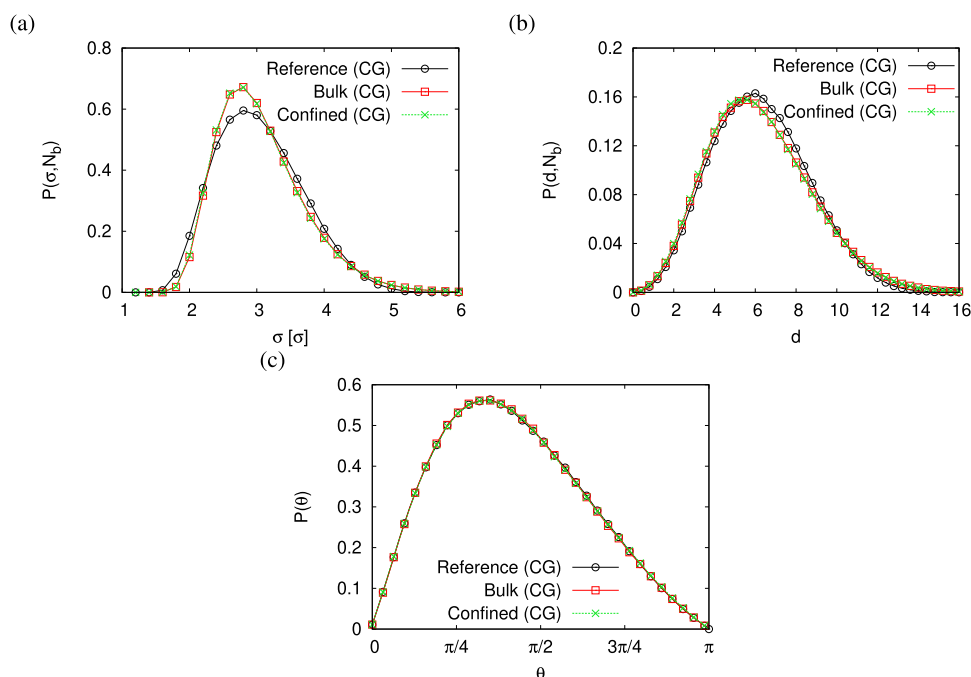 (a)
P(σ,N_b)
0.8
0.6
0.4
0.2
0
Reference (CG)
Bulk (CG)
Confined (CG)
1 2 3 4 5 6
σ [σ]
(b)
P(d,N_b)
0.2
0.16
0.12
0.08
0.04
0
Reference (CG)
Bulk (CG)
Confined (CG)
0 2 4 6 8 10 12 14 16
d
(c)
P(θ)
0.6
0.5
0.4
0.3
0.2
0.1
0
Reference (CG)
Bulk (CG)
Confined (CG)
0 π/4 π/2 3π/4 π
θ